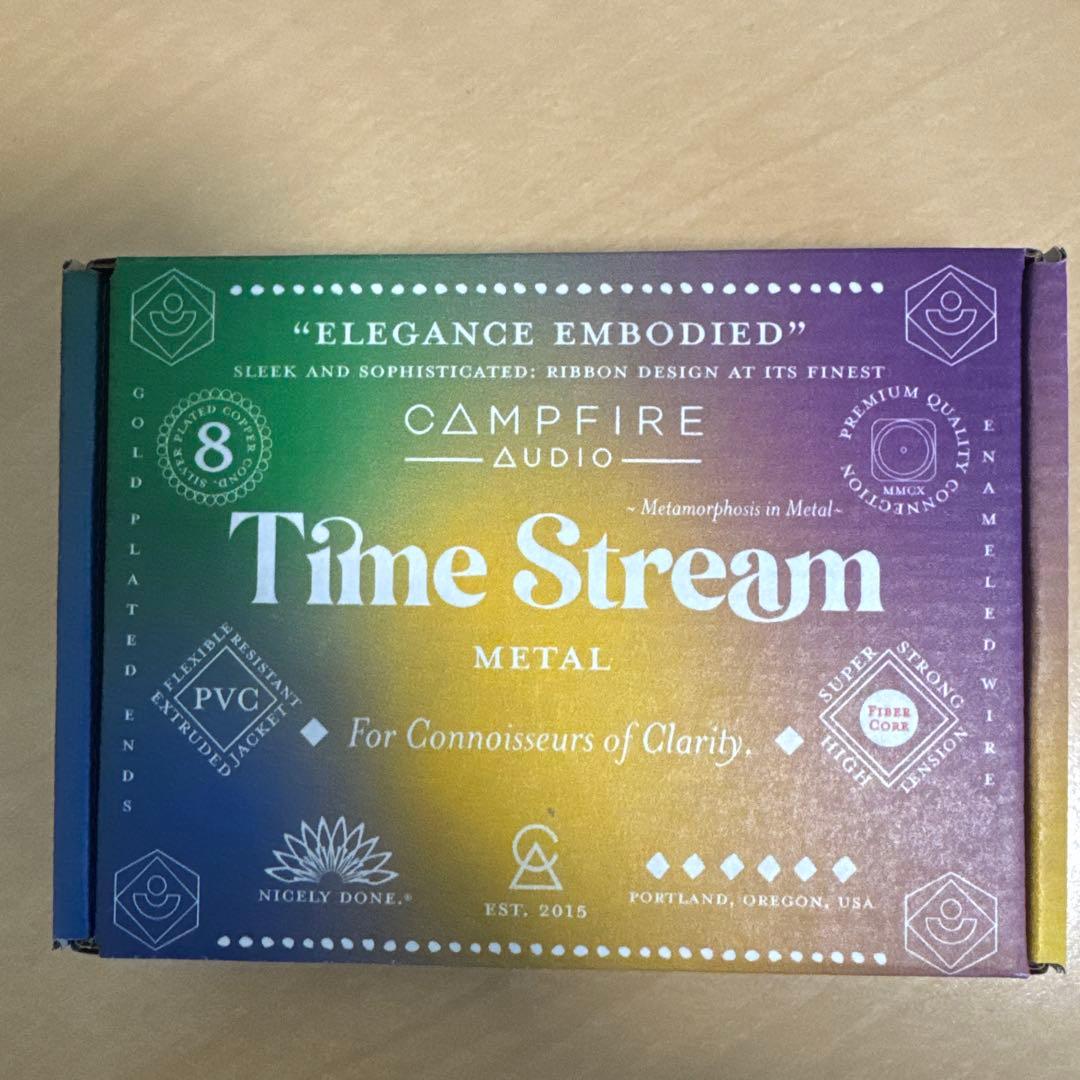 “ELEGANCE EMBODIED”
SLEEK AND SOPHISTICATED: RIBBON DESIGN AT ITS FINEST
CAMPFIRE
AUDIO
8
SILVER PLATED COPPER COND.
PREMIUM QUALITY CONNECTION
MMCX
GOLD PLATED ENDS
ENAMELED WIRE
~ Metamorphosis in Metal ~
Time Stream
METAL
FLEXIBLE RESISTANT
PVC
EXTRUDED JACKET
SUPER STRONG
FIBER
CORE
HIGH TENSION
For Connoisseurs of Clarity.
NICELY DONE.®
EST. 2015
PORTLAND, OREGON, USA